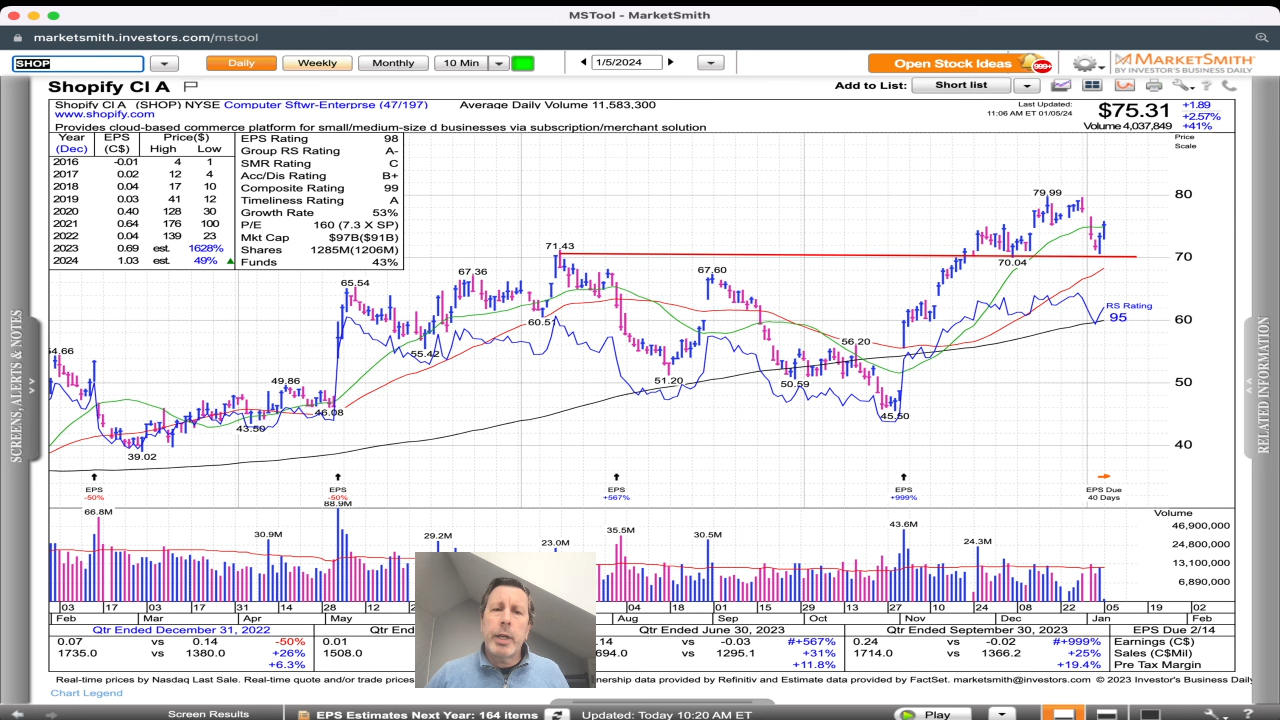 MSTool - MarketSmith
marketsmith.investors.com/mstool
SHOP Daily Weekly Monthly 10 Min 1/5/2024 Open Stock Ideas 999+ MarketSmith
BY INVESTOR'S BUSINESS DAILY
Shopify Cl A Add to List: Short list
Shopify Cl A (SHOP) NYSE Computer Sftwr-Enterprse (47/197) Average Daily Volume 11,583,300
www.shopify.com
Provides cloud-based commerce platform for small/medium-size d businesses via subscription/merchant solution
Last Updated:
11:06 AM ET 01/05/24
$75.31 +1.89
+2.57%
Volume 4,037,849 +41%
Year EPS Price($)
(Dec) (C$) High Low
2016 -0.01 4 1
2017 0.02 12 4
2018 0.04 17 10
2019 0.03 41 12
2020 0.40 128 30
2021 0.64 176 100
2022 0.04 139 23
2023 0.69 est. 1628%
2024 1.03 est. 49%
EPS Rating 98
Group RS Rating A-
SMR Rating C
Acc/Dis Rating B+
Composite Rating 99
Timeliness Rating A
Growth Rate 53%
P/E 160 (7.3 X SP)
Mkt Cap $97B($91B)
Shares 1285M(1206M)
Funds 43%
Price
Scale
80
70
60
50
40
79.99
71.43
70.04
67.36
67.60
65.54
60.51
56.20
55.42
51.20
50.59
49.86
46.08
45.50
43.50
39.02
RS Rating
95
EPS
-50%
EPS
-50%
EPS
+567%
EPS
+999%
EPS Due
40 Days
88.9M
66.8M
30.9M
29.2M
23.0M
35.5M
30.5M
43.6M
24.3M
Volume
46,900,000
24,800,000
13,100,000
6,890,000
03 17 03 17 31 14 28 12 04 18 01 15 29 13 27 10 24 08 22 05 19 02
Feb Mar Apr May Aug Sep Oct Nov Dec Jan Feb
Qtr Ended December 31, 2022
0.07 vs 0.14 -50%
1735.0 vs 1380.0 +26%
+6.3%
0.01
1508.0
Qtr Ended June 30, 2023
.14 vs -0.03 #+567%
694.0 vs 1295.1 +31%
+11.8%
Qtr Ended September 30, 2023
0.24 vs -0.02 #+999%
1714.0 vs 1366.2 +25%
+19.4%
EPS Due 2/14
Earnings (C$)
Sales (C$Mil)
Pre Tax Margin
Real-time prices by Nasdaq Last Sale. Real-time quote and/or trade prices
nership data provided by Refinitiv and Estimate data provided by FactSet. marketsmith@investors.com © 2023 Investor's Business Daily
Chart Legend
SCREENS, ALERTS & NOTES
RELATED INFORMATION
Screen Results EPS Estimates Next Year: 164 items Updated: Today 10:20 AM ET Play